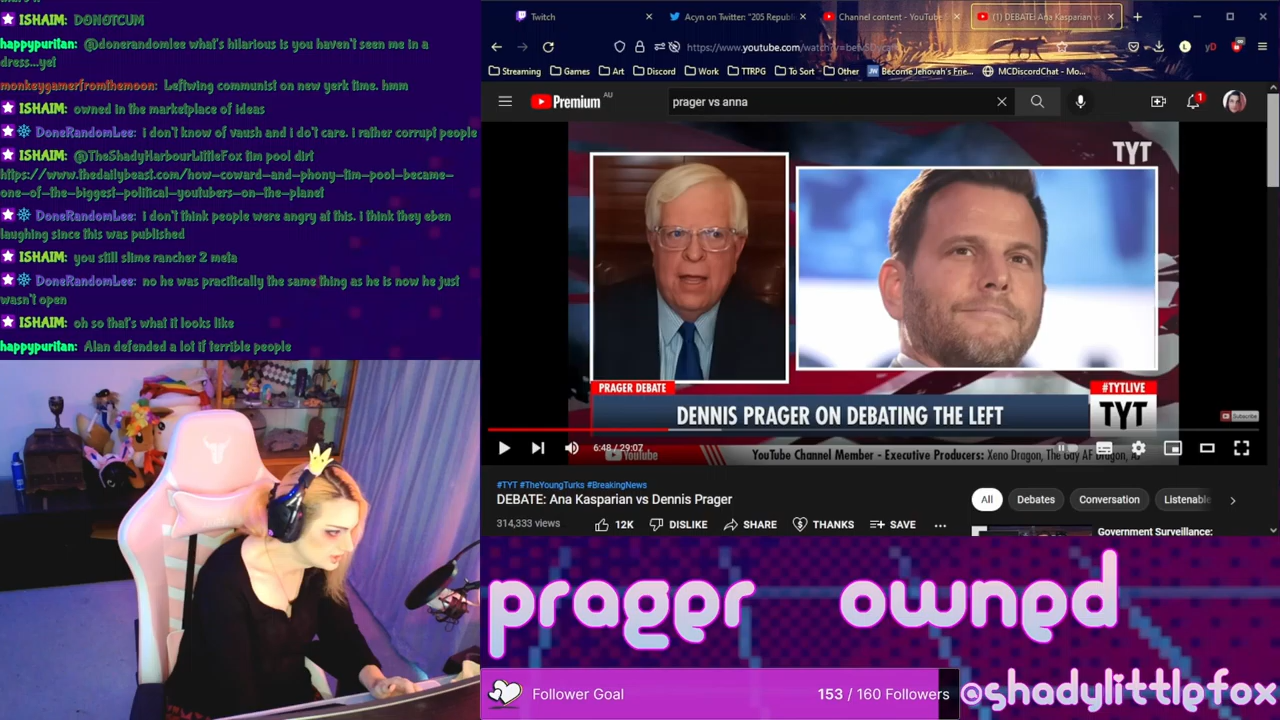 ISHAIM: DONOTCUM
happypuritan: @donerandomlee what's hilarious is you haven't seen me in a
dress...yet
monkeygamerfromthemoon: Leftwing communist on newyork time. hmm
ISHAIM: owned in the marketplace of ideas
DoneRandomLee: i don't know of vaush and i do't care. i rather corrupt people
ISHAIM: @TheShadyHarbourLittleFox tim pool dirt
https://www.thedailybeast.com/how-coward-and-phony-tim-pool-became-
one-of-the-biggest-political-youtubers-on-the-planet
DoneRandomLee: i don't think people were angry at this. i think they eben
laughing since this was published
ISHAIM: you still slime rancher 2 meta
DoneRandomLee: no he was practically the same thing as he is now he just
wasn't open
ISHAIM: oh so that's what it looks like
happypuritan: Alan defended a lot if terrible people
Twitch
Acyn on Twitter: "205 Republi
Channel content - YouTube
(1) DEBATE: Ana Kasparian v
https://www.youtube.com/watch
Streaming
Games
Art
Discord
Work
TTRPG
To Sort
Other
Become Jehovah's Frie...
MCDiscordChat - Mo...
Premium AU
prager vs anna
1
TYT
PRAGER DEBATE
#TYTLIVE
DENNIS PRAGER ON DEBATING THE LEFT
TYT
Subscribe
6:48 / 29:07
YouTube
YouTube Channel Member - Executive Producers: Xeno Dragon, The Gay AF Dragon,
#TYT #TheYoungTurks #BreakingNews
DEBATE: Ana Kasparian vs Dennis Prager
314,333 views
12K
DISLIKE
SHARE
THANKS
SAVE
All
Debates
Conversation
Listenable
Government Surveillance:
prager owned
Follower Goal
153 / 160 Followers
@shadylittlefox